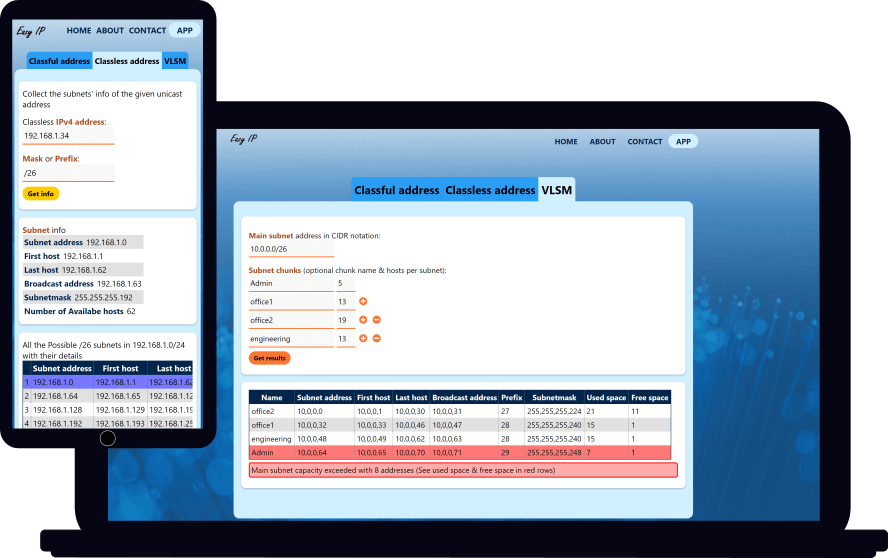 Easy IP
HOME ABOUT CONTACT APP
Classful address Classless address VLSM
Collect the subnets' info of the given unicast
address
Classless IPv4 address:
192.168.1.34
Mask or Prefix:
/26
Get info
Subnet info
Subnet address 192.168.1.0
First host 192.168.1.1
Last host 192.168.1.62
Broadcast address 192.168.1.63
Subnetmask 255.255.255.192
Number of Availabe hosts 62
All the Possible /26 subnets in 192.168.1.0/24
with their details
Subnet address First host Last host
1 192.168.1.0 192.168.1.1 192.168.1.62
2 192.168.1.64 192.168.1.65 192.168.1.12
3 192.168.1.128 192.168.1.129 192.168.1.19
4 192.168.1.192 192.168.1.193 192.168.1.25
Easy IP
HOME ABOUT CONTACT APP
Classful address Classless address VLSM
Main subnet address in CIDR notation:
10.0.0.0/26
Subnet chunks (optional chunk name & hosts per subnet):
Admin 5
office1 13
office2 19
engineering 13
Get results
Name Subnet address First host Last host Broadcast address Prefix Subnetmask Used space Free space
office2 10,0,0,0 10,0,0,1 10,0,0,30 10,0,0,31 27 255,255,255,224 21 11
office1 10,0,0,32 10,0,0,33 10,0,0,46 10,0,0,47 28 255,255,255,240 15 1
engineering 10,0,0,48 10,0,0,49 10,0,0,62 10,0,0,63 28 255,255,255,240 15 1
Admin 10,0,0,64 10,0,0,65 10,0,0,70 10,0,0,71 29 255,255,255,248 7 1
Main subnet capacity exceeded with 8 addresses (See used space & free space in red rows)